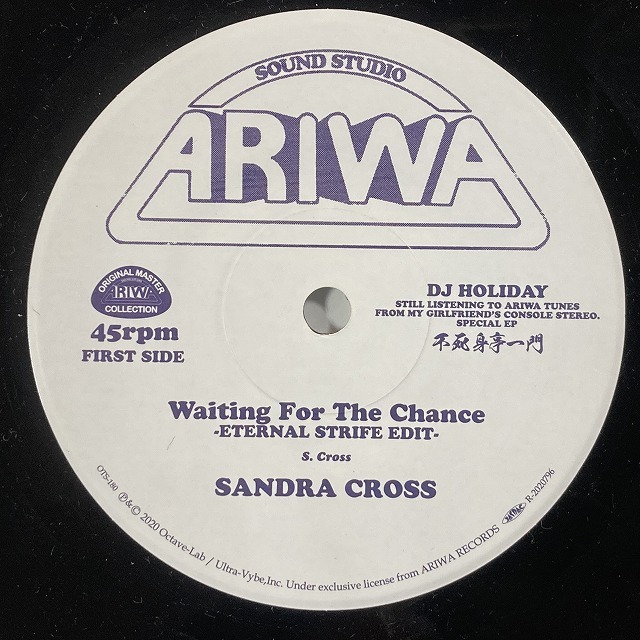 SOUND STUDIO
ARIWA
ORIGINAL MASTER
ARIWA
COLLECTION
45rpm
FIRST SIDE
DJ HOLIDAY
STILL LISTENING TO ARIWA TUNES
FROM MY GIRLFRIEND'S CONSOLE STEREO.
SPECIAL EP
不死身亭一門
Waiting For The Chance
-ETERNAL STRIFE EDIT-
S. Cross
SANDRA CROSS
OTS-180 ℗&© 2020 Octave-Lab / Ultra-Vybe,Inc. Under exclusive license from ARIWA RECORDS R-2020796